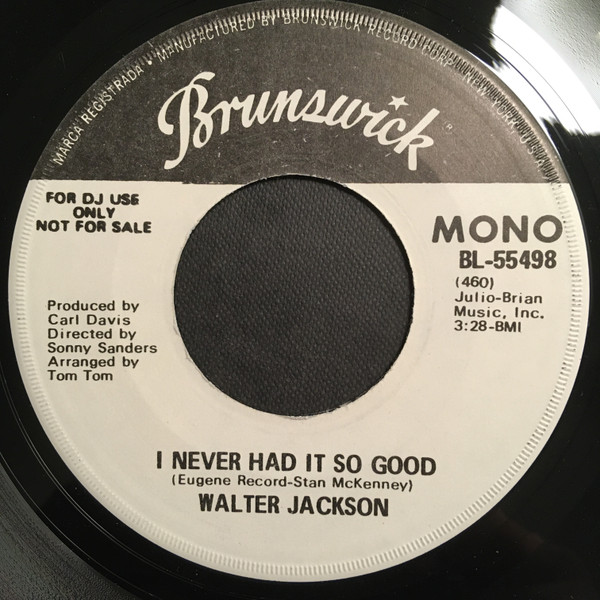 MARCA REGISTRADA • MANUFACTURED BY BRUNSWICK RECORD CORP.
Brunswick
FOR DJ USE
ONLY
NOT FOR SALE
MONO
BL-55498
(460)
Julio-Brian
Music, Inc.
3:28-BMI
Produced by
Carl Davis
Directed by
Sonny Sanders
Arranged by
Tom Tom
I NEVER HAD IT SO GOOD
(Eugene Record-Stan McKenney)
WALTER JACKSON